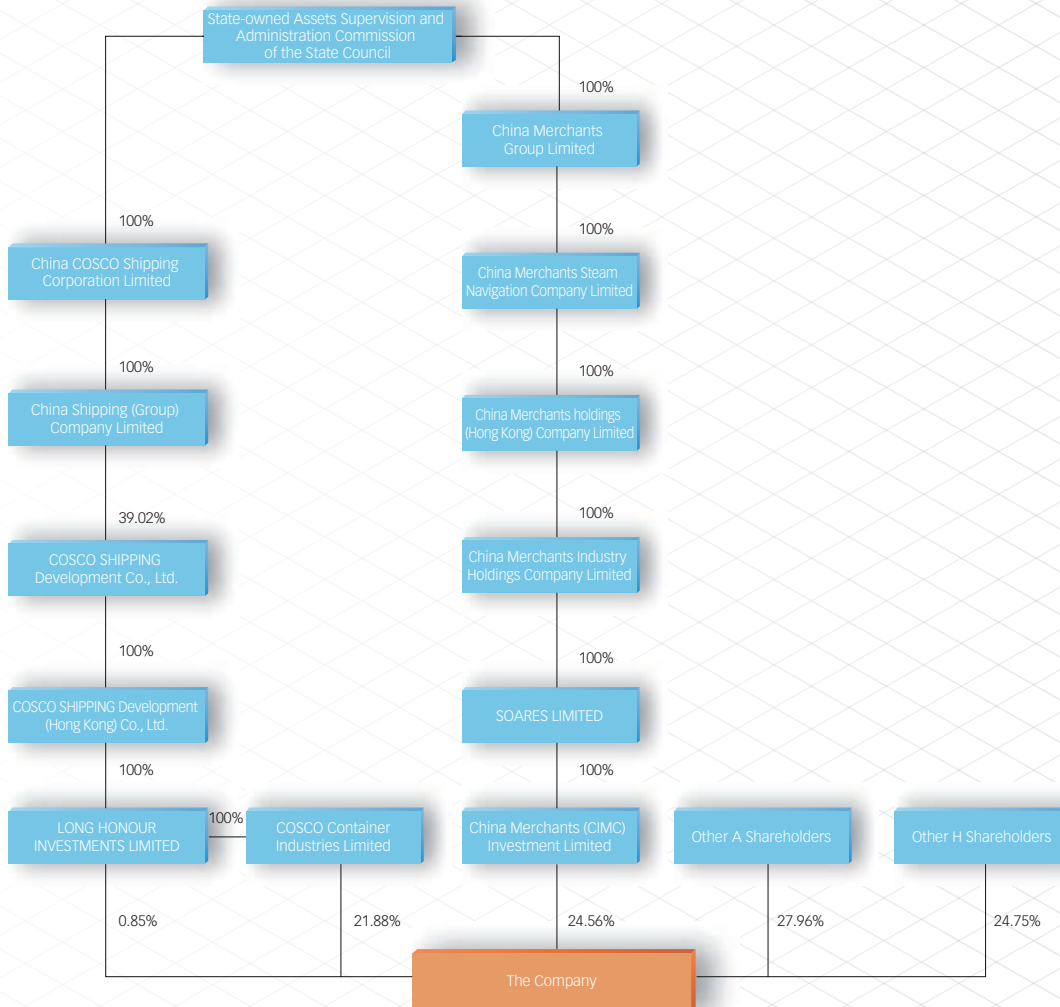 State-owned Assets Supervision and
Administration Commission
of the State Council
100%
China Merchants
Group Limited
100%
100%
China COSCO Shipping
Corporation Limited
China Merchants Steam
Navigation Company Limited
100%
100%
China Shipping (Group)
Company Limited
China Merchants holdings
(Hong Kong) Company Limited
39.02%
100%
COSCO SHIPPING
Development Co., Ltd.
China Merchants Industry
Holdings Company Limited
100%
100%
COSCO SHIPPING Development
(Hong Kong) Co., Ltd.
SOARES LIMITED
100%
100%
LONG HONOUR
INVESTMENTS LIMITED
100%
COSCO Container
Industries Limited
China Merchants (CIMC)
Investment Limited
Other A Shareholders
Other H Shareholders
0.85%
21.88%
24.56%
27.96%
24.75%
The Company